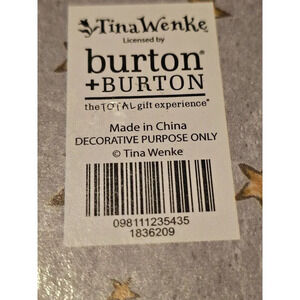 Tina Wenke
Licensed by
burton®
+BURTON
the TOTAL gift experience®
Made in China
DECORATIVE PURPOSE ONLY
© Tina Wenke
098111235435
1836209